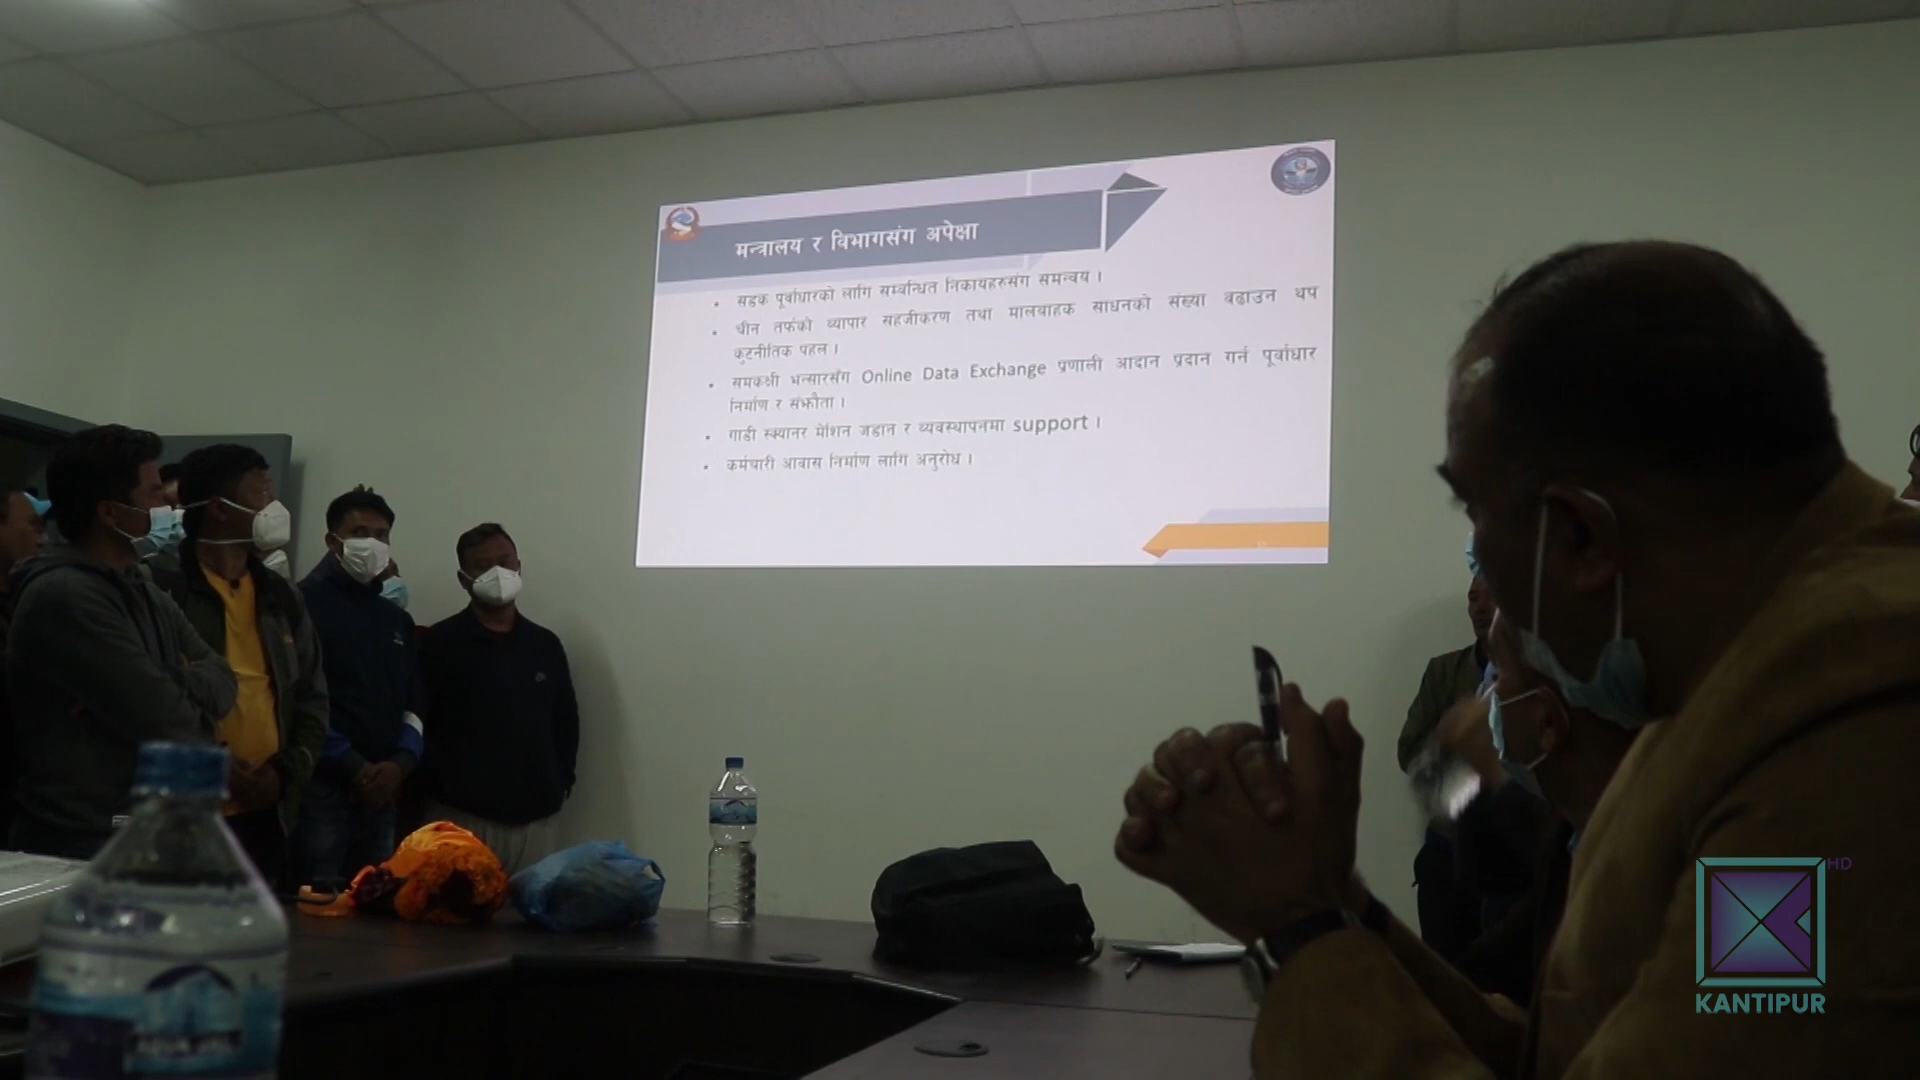 मन्त्रालय र विभागसंग अपेक्षा
• सडक पूर्वाधारको लागि सम्बन्धित निकायहरुसंग समन्वय ।
• चीन तर्फको व्यापार सहजीकरण तथा मालवाहक साधनको संख्या बढाउन थप
कुटनीतिक पहल ।
• समकक्षी भन्सारसँग Online Data Exchange प्रणाली आदान प्रदान गर्न पूर्वाधार
निर्माण र संझौता ।
• गाडी स्क्यानर मेशिन जडान र व्यवस्थापनमा support ।
• कर्मचारी आवास निर्माण लागि अनुरोध ।
HD
KANTIPUR